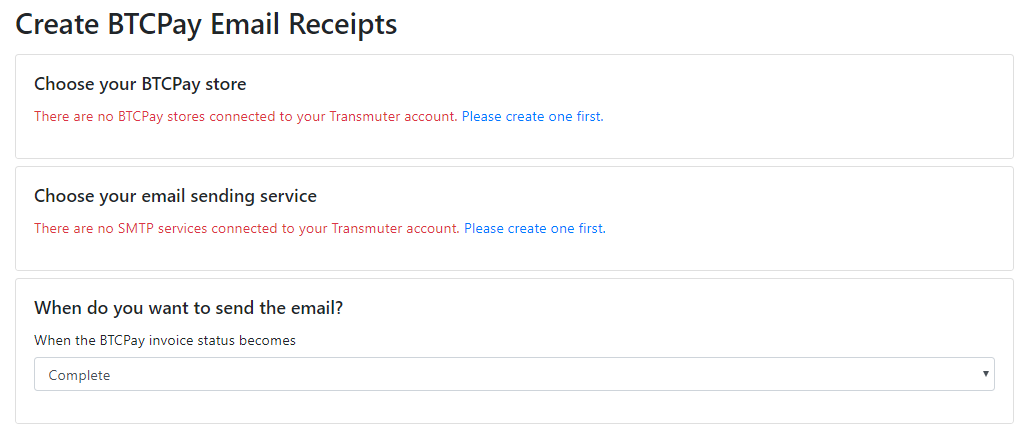 Create BTCPay Email Receipts
Choose your BTCPay store
There are no BTCPay stores connected to your Transmuter account. Please create one first.
Choose your email sending service
There are no SMTP services connected to your Transmuter account. Please create one first.
When do you want to send the email?
When the BTCPay invoice status becomes
Complete